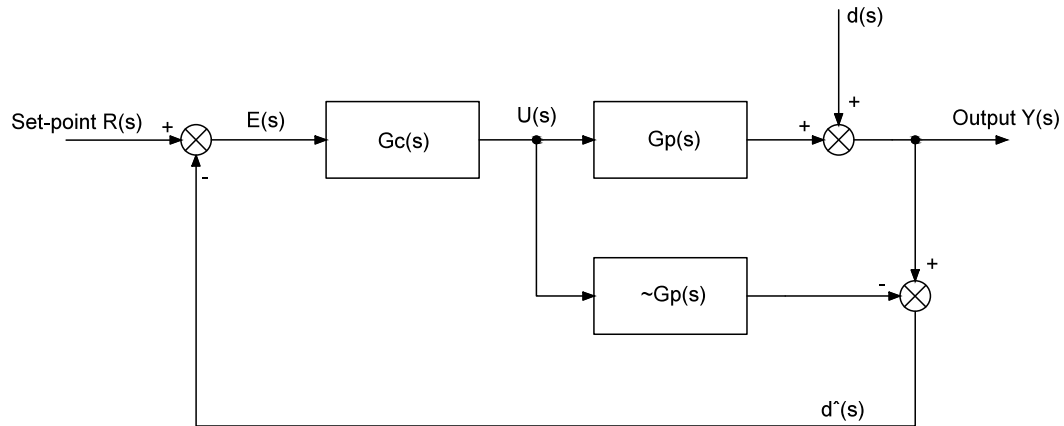 d(s)
Set-point R(s)
+
E(s)
Gc(s)
U(s)
Gp(s)
+
+
Output Y(s)
-
~Gp(s)
-
+
d^(s)